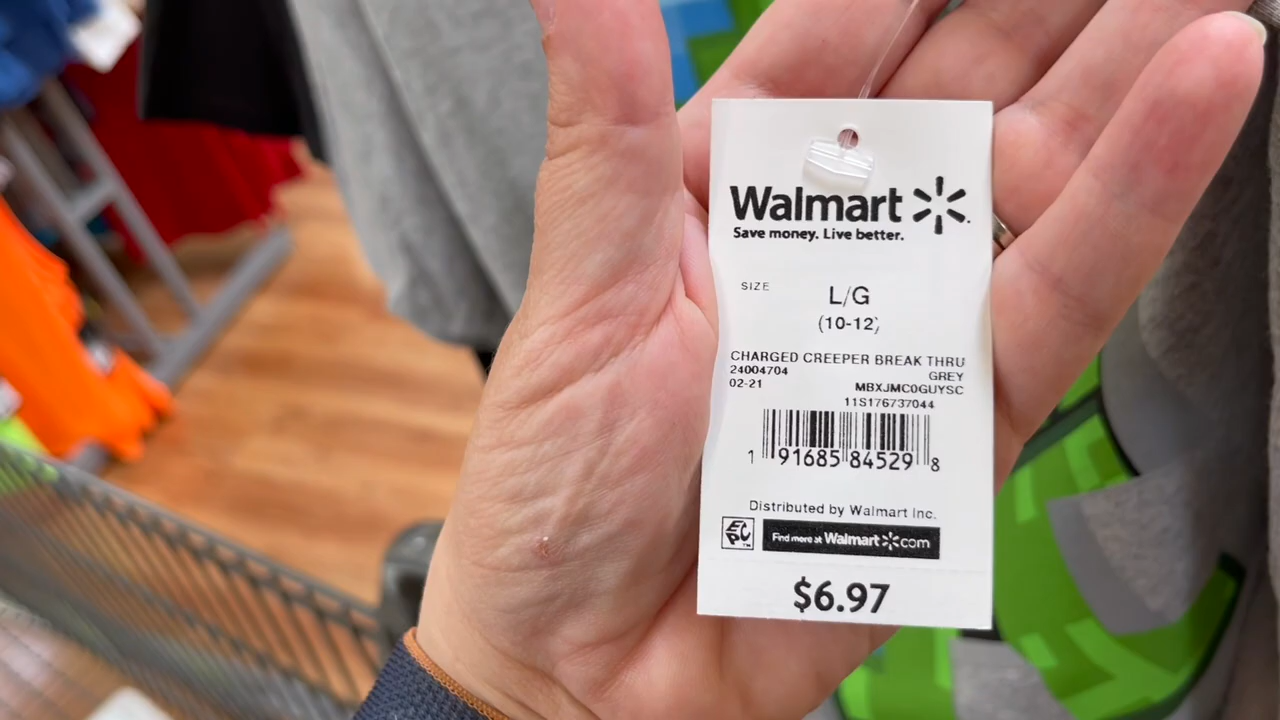 Walmart
Save money. Live better.
SIZE L/G
(10-12)
CHARGED CREEPER BREAK THRU
24004704 GREY
02-21 MBXJMC0GUYSC
11S176737044
1 91685 84529 8
Distributed by Walmart Inc.
EPC™ Find more at Walmart.com
$6.97